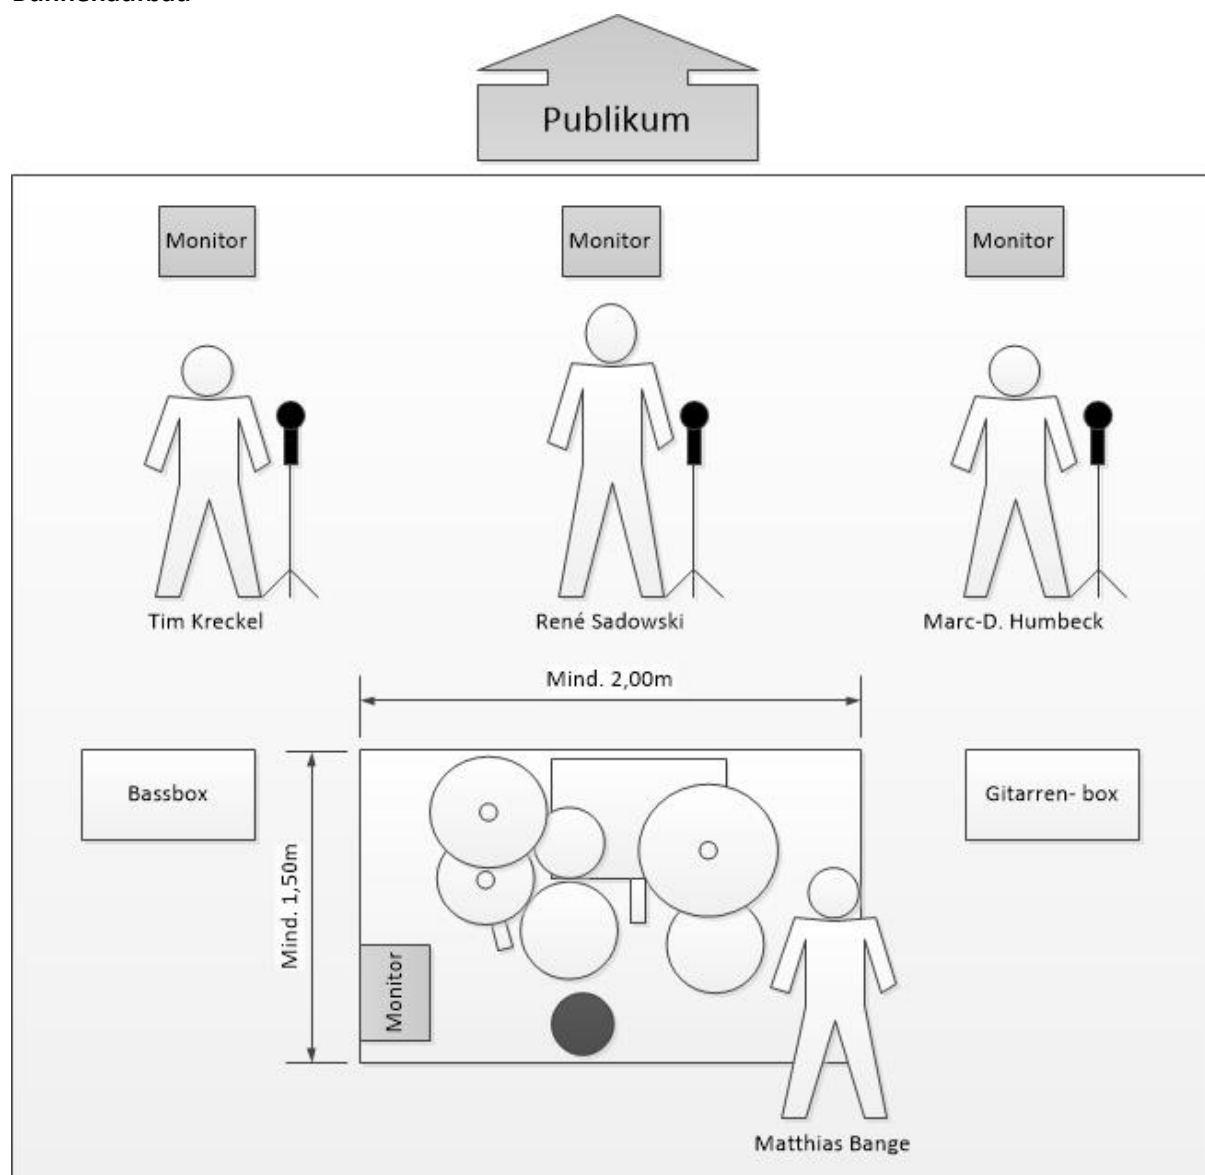 Publikum
Monitor
Monitor
Monitor
Tim Kreckel
René Sadowski
Marc-D. Humbeck
Mind. 2,00m
Bassbox
Gitarren- box
Mind. 1,50m
Monitor
Matthias Bange